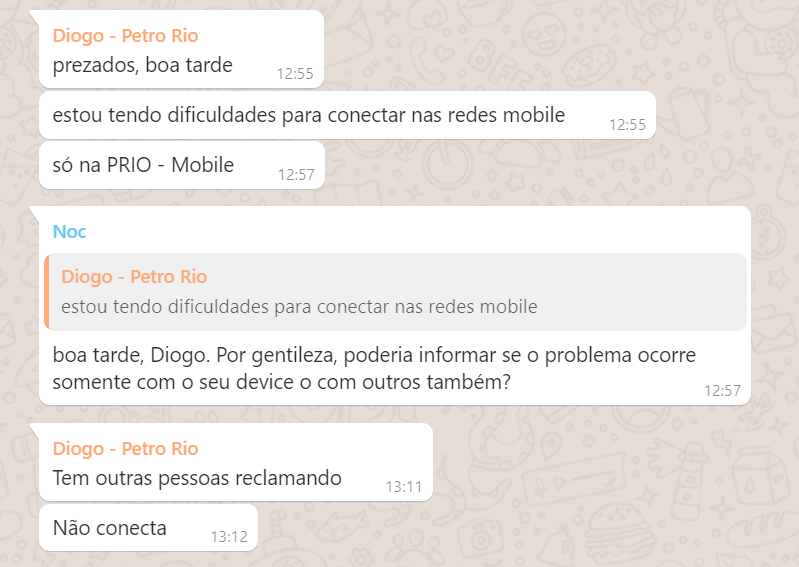 Diogo - Petro Rio
prezados, boa tarde
12:55
estou tendo dificuldades para conectar nas redes mobile
12:55
só na PRIO - Mobile
12:57
Noc
Diogo - Petro Rio
estou tendo dificuldades para conectar nas redes mobile
boa tarde, Diogo. Por gentileza, poderia informar se o problema ocorre
somente com o seu device o com outros também?
12:57
Diogo - Petro Rio
Tem outras pessoas reclamando
13:11
Não conecta
13:12